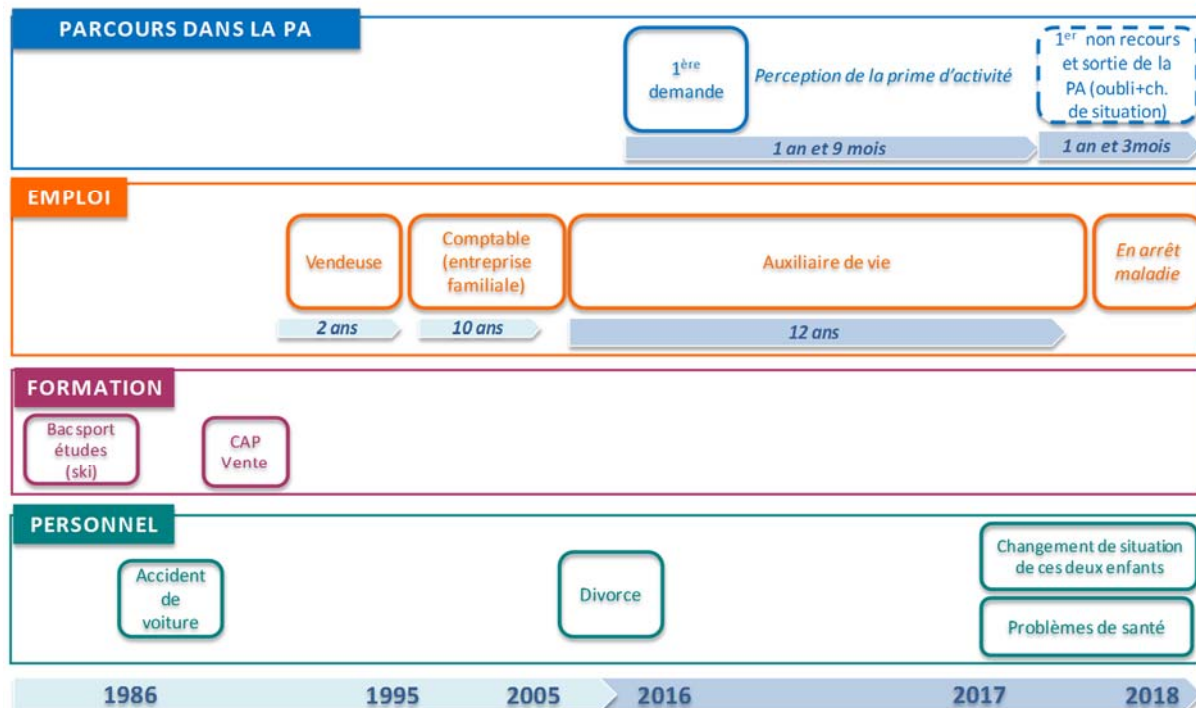 PARCOURS DANS LA PA
1ère
demande
Perception de la prime d'activité
1er non recours
et sortie de la
PA (oubli+ch.
de situation)
1 an et 9 mois
1 an et 3mois
EMPLOI
Vendeuse
Comptable
(entreprise
familiale)
Auxiliaire de vie
En arrêt
maladie
2 ans
10 ans
12 ans
FORMATION
Bac sport
études
(ski)
CAP
Vente
PERSONNEL
Accident
de
voiture
Divorce
Changement de situation
de ces deux enfants
Problèmes de santé
1986
1995
2005
2016
2017
2018